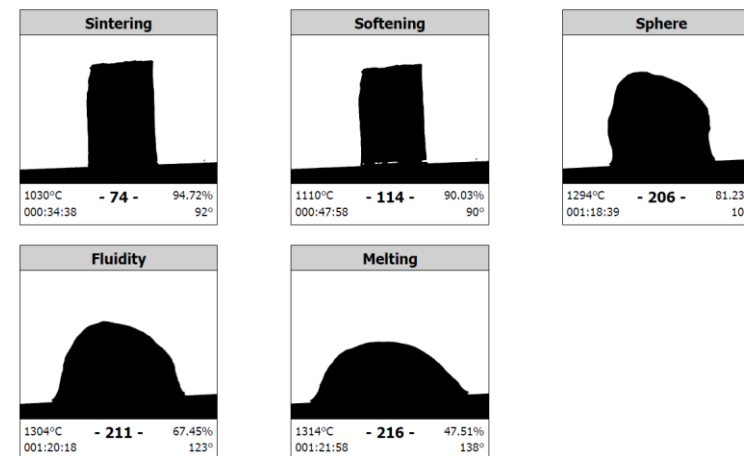 Sintering
1030°C - 74 - 94.72%
000:34:38 92°
Softening
1110°C - 114 - 90.03%
000:47:58 90°
Sphere
1294°C - 206 - 81.23
001:18:39 10
Fluidity
1304°C - 211 - 67.45%
001:20:18 123°
Melting
1314°C - 216 - 47.51%
001:21:58 138°